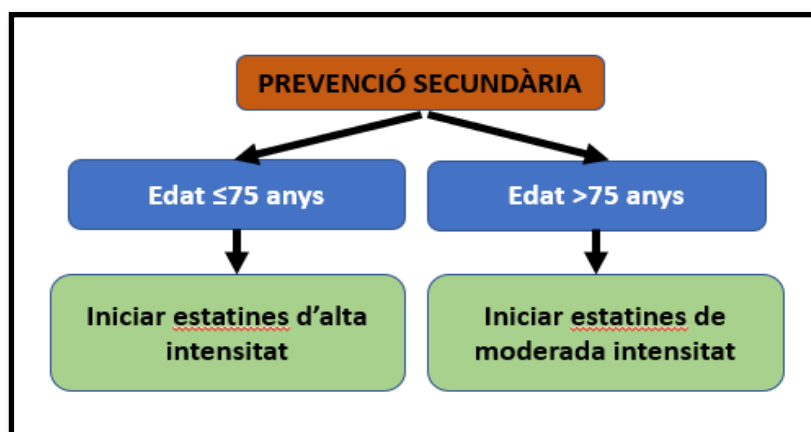 PREVENCIÓ SECUNDÀRIA
Edat ≤75 anys
Edat >75 anys
Iniciar estatines d’alta
intensitat
Iniciar estatines de
moderada intensitat